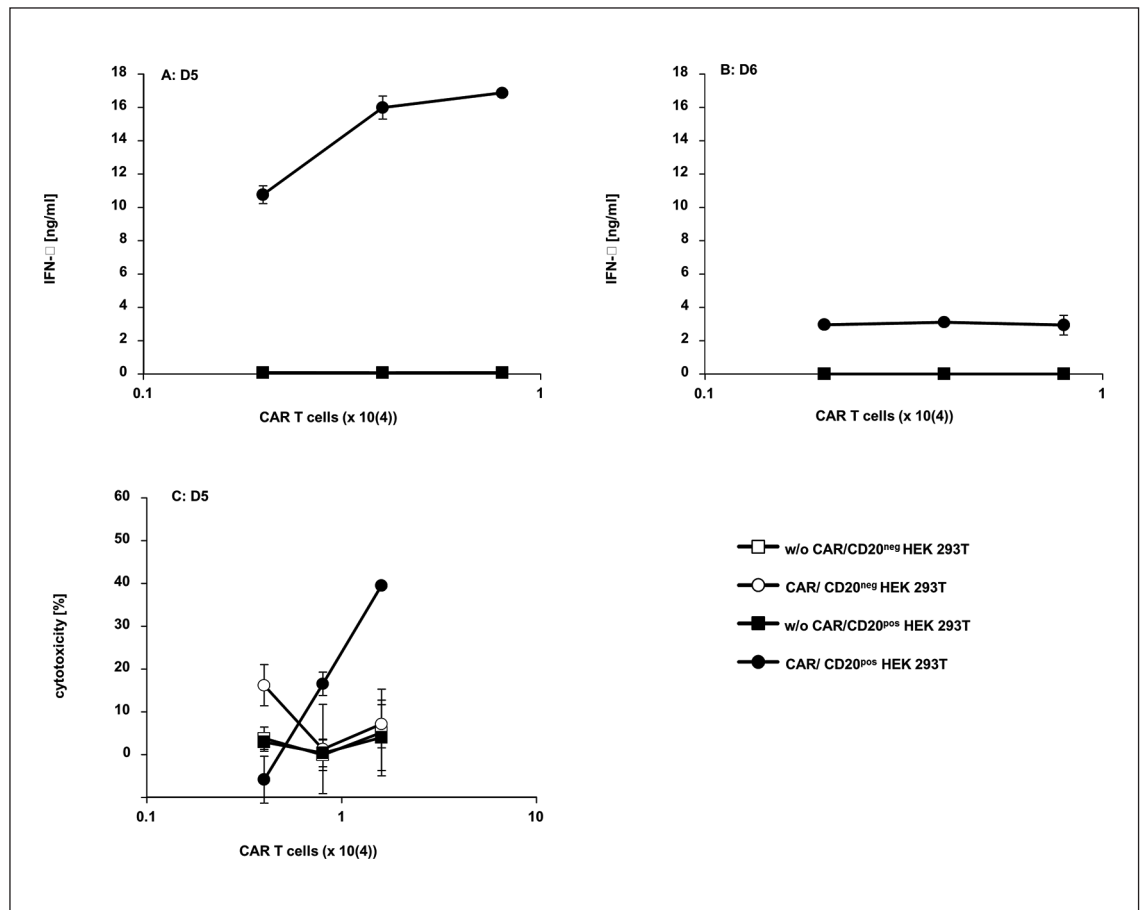 A: D5
18
16
14
12
10
8
6
4
2
0
IFN-□ [ng/ml]
0.1 1
CAR T cells (x 10(4))
B: D6
18
16
14
12
10
8
6
4
2
0
IFN-□ [ng/ml]
0.1 1
CAR T cells (x 10(4))
C: D5
60
50
40
30
20
10
0
cytotoxicity [%]
0.1 1 10
CAR T cells (x 10(4))
w/o CAR/CD20neg HEK 293T
CAR/ CD20neg HEK 293T
w/o CAR/CD20pos HEK 293T
CAR/ CD20pos HEK 293T